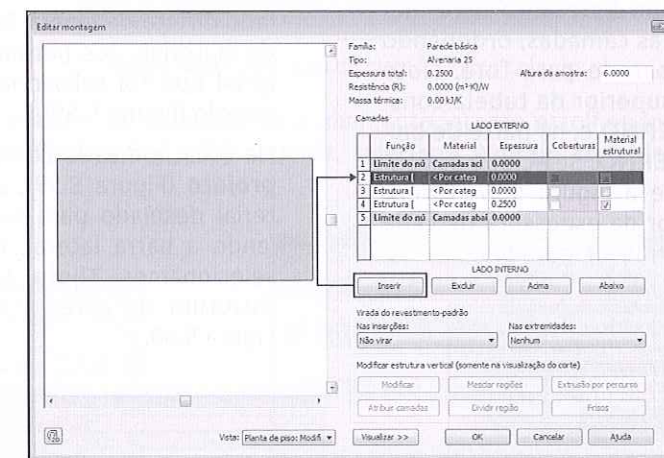 Editar montagem
Família: Parede básica
Tipo: Alvenaria 25
Espessura total: 0.2500 Altura da amostra: 6.0000
Resistência (R): 0.0000 (m²·K)/W
Massa térmica: 0.00 kJ/K
Camadas
LADO EXTERNO
Função Material Espessura Coberturas Material estrutural
1 Limite do nú Camadas aci 0.0000
2 Estrutura [ <Por categ 0.0000
3 Estrutura [ <Por categ 0.0000
4 Estrutura [ <Por categ 0.2500
5 Limite do nú Camadas abai 0.0000
LADO INTERNO
Inserir Excluir Acima Abaixo
Virada do revestimento-padrão
Nas inserções: Nas extremidades:
Não virar Nenhum
Modificar estrutura vertical (somente na visualização do corte)
Modificar Mesclar regiões Extrusão por percurso
Atribuir camadas Dividir região Frisos
Vista: Planta de piso: Modifi Visualizar >> OK Cancelar Ajuda